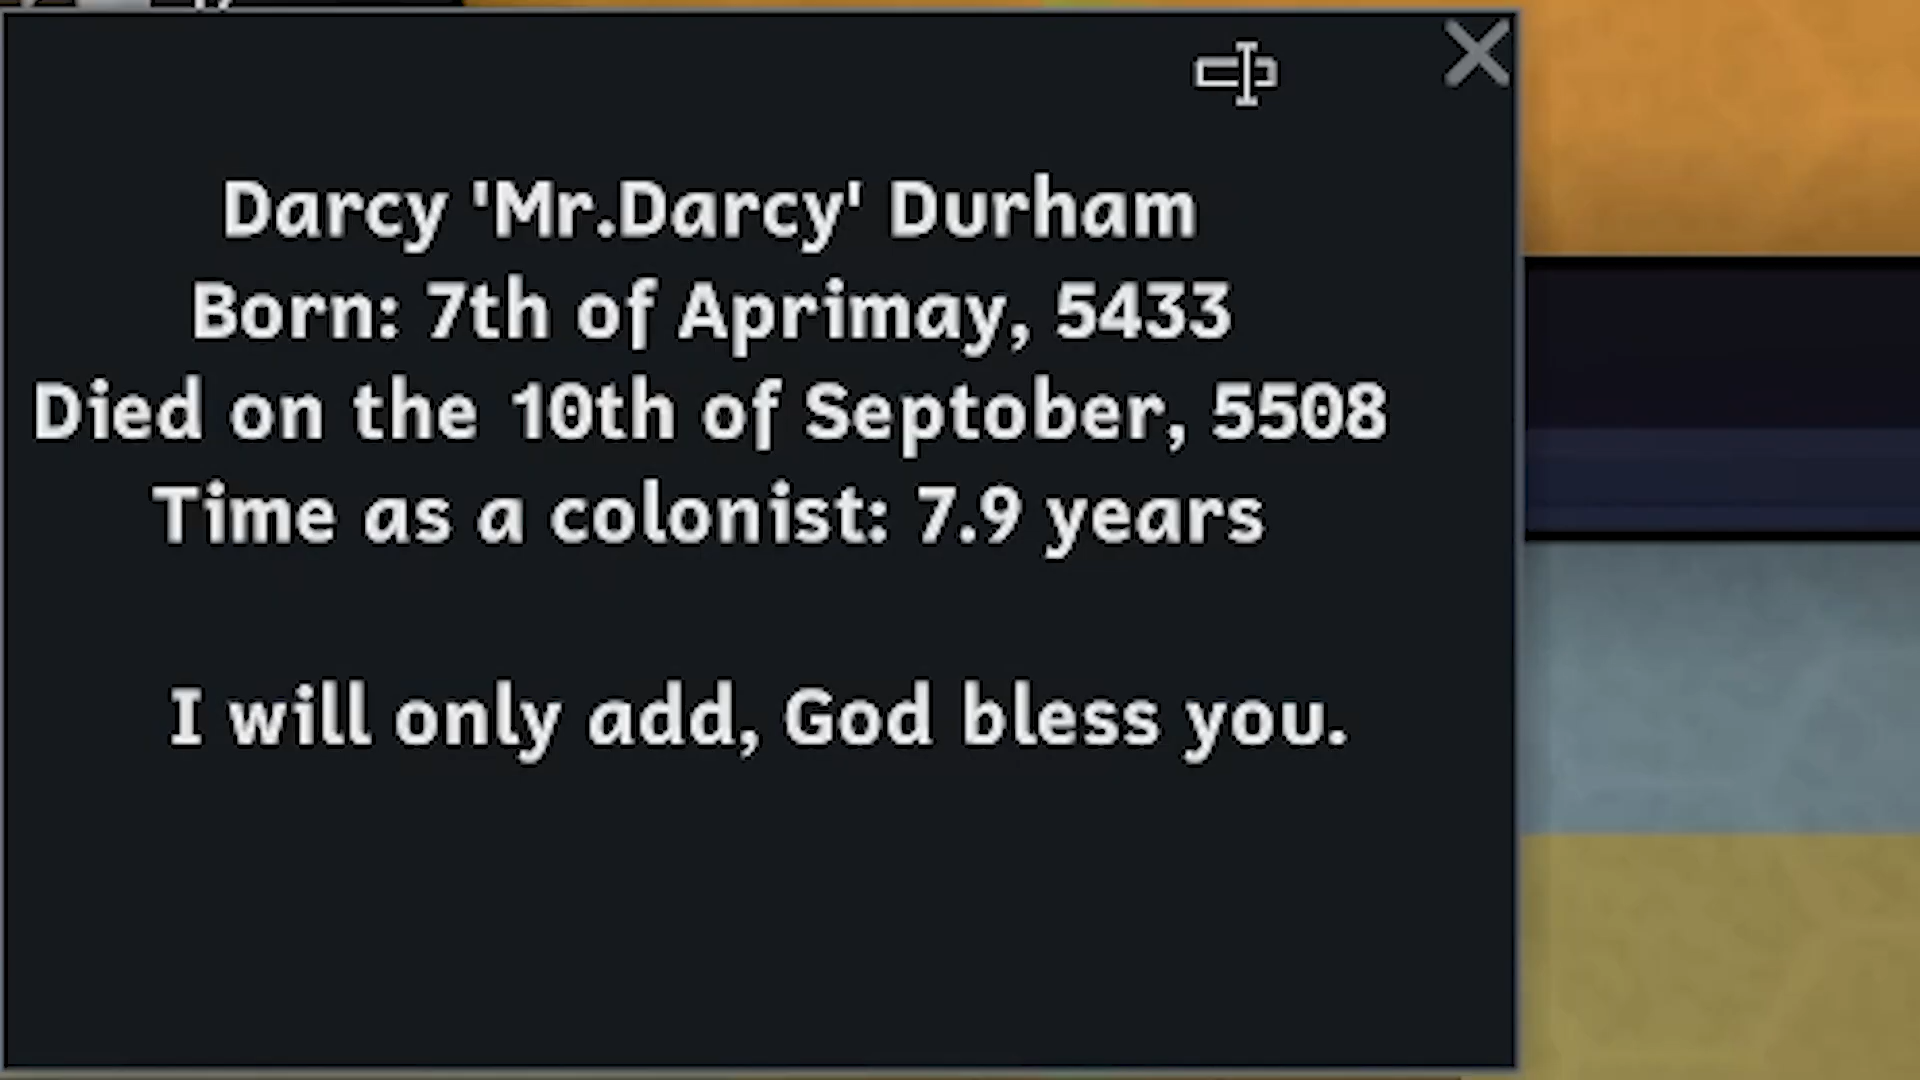 Darcy 'Mr.Darcy' Durham
Born: 7th of Aprimay, 5433
Died on the 10th of Septober, 5508
Time as a colonist: 7.9 years
I will only add, God bless you.